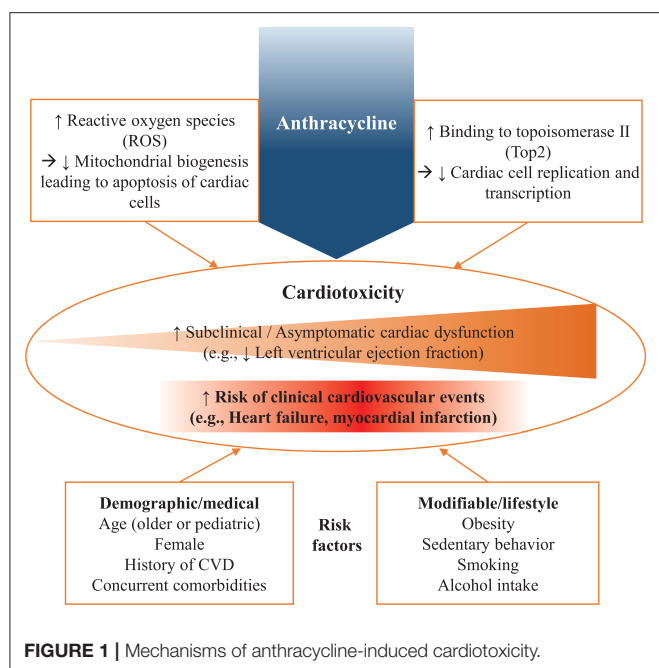 Anthracycline
↑ Reactive oxygen species
(ROS)
→ ↓ Mitochondrial biogenesis
leading to apoptosis of cardiac
cells
↑ Binding to topoisomerase II
(Top2)
→ ↓ Cardiac cell replication and
transcription
Cardiotoxicity
↑ Subclinical / Asymptomatic cardiac dysfunction
(e.g., ↓ Left ventricular ejection fraction)
↑ Risk of clinical cardiovascular events
(e.g., Heart failure, myocardial infarction)
Demographic/medical
Age (older or pediatric)
Female
History of CVD
Concurrent comorbidities
Risk
factors
Modifiable/lifestyle
Obesity
Sedentary behavior
Smoking
Alcohol intake
FIGURE 1 | Mechanisms of anthracycline-induced cardiotoxicity.